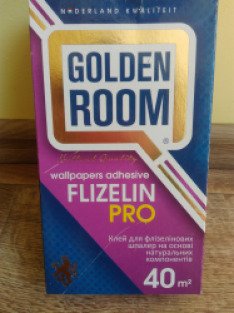 NEDERLAND KWALITEIT
GOLDEN
ROOM
®
wallpapers adhesive
FLIZELIN
PRO
Клей для флізелінових
шпалер на основі
натуральних
компонентів
40 m²